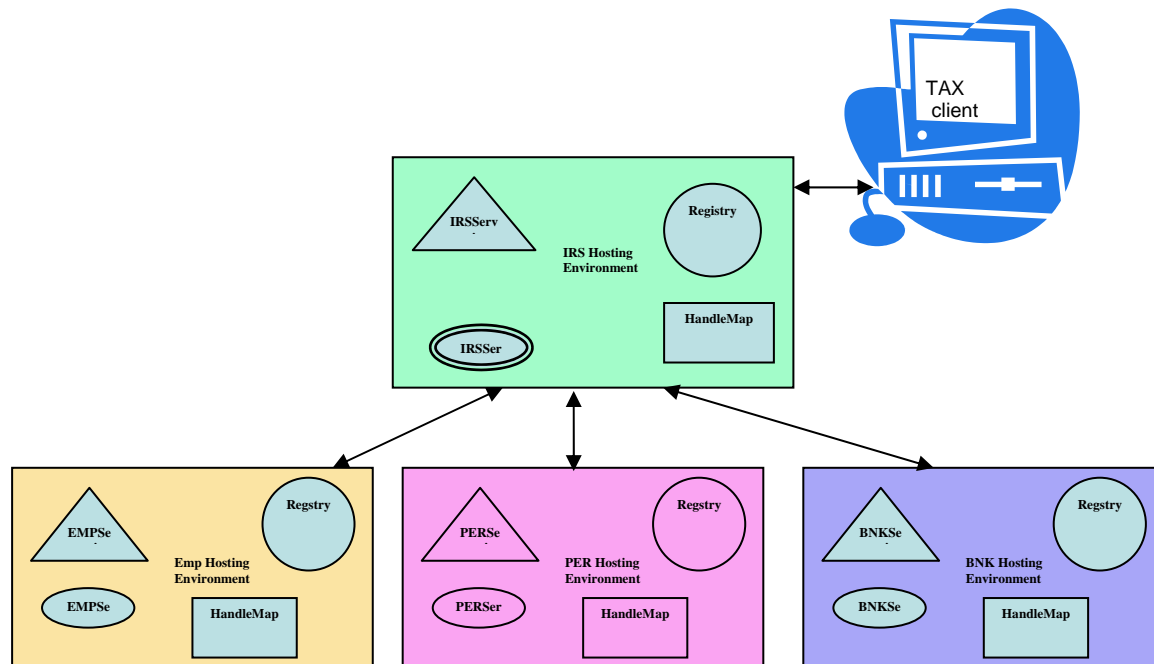 TAX
client
IRSServ
Registry
IRS Hosting
Environment
HandleMap
IRSSer
EMPSe
Regstry
Emp Hosting
Environment
EMPSe
HandleMap
PERSe
Regstry
PER Hosting
Environment
PERSer
HandleMap
BNKSe
Regstry
BNK Hosting
Environment
BNKSe
HandleMap